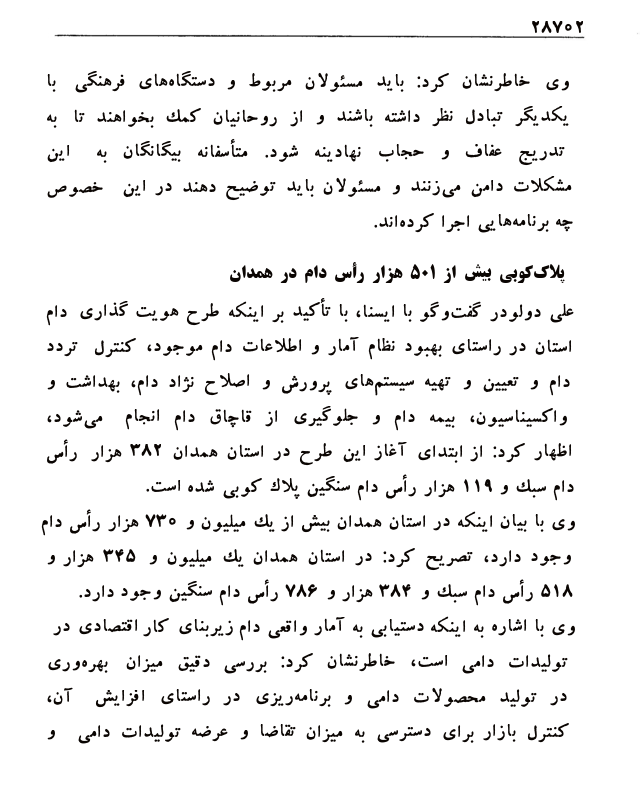 ۲۸۷۰۲
وی خاطرنشان کرد: باید مسئولان مربوط و دستگاه‌های فرهنگی با
یکدیگر تبادل نظر داشته باشند و از روحانیان کمك بخواهند تا به
تدریج عفاف و حجاب نهادینه شود. متأسفانه بیگانگان به این
مشکلات دامن می‌زنند و مسئولان باید توضیح دهند در این خصوص
چه برنامه‌هایی اجرا کرده‌اند.
پلاک‌کوبی بیش از ۵۰۱ هزار رأس دام در همدان
علی دولودر گفت‌وگو با ایسنا، با تأکید بر اینکه طرح هویت گذاری دام
استان در راستای بهبود نظام آمار و اطلاعات دام موجود، کنترل تردد
دام و تعیین و تهیه سیستم‌های پرورش و اصلاح نژاد دام، بهداشت و
واکسیناسیون، بیمه دام و جلوگیری از قاچاق دام انجام می‌شود،
اظهار کرد: از ابتدای آغاز این طرح در استان همدان ۳۸۲ هزار رأس
دام سبك و ۱۱۹ هزار رأس دام سنگین پلاك کوبی شده است.
وی با بیان اینکه در استان همدان بیش از یك میلیون و ۷۳۰ هزار رأس دام
وجود دارد، تصریح کرد: در استان همدان یك میلیون و ۳۴۵ هزار و
۵۱۸ رأس دام سبك و ۳۸۴ هزار و ۷۸۶ رأس دام سنگین وجود دارد.
وی با اشاره به اینکه دستیابی به آمار واقعی دام زیربنای کار اقتصادی در
تولیدات دامی است، خاطرنشان کرد: بررسی دقیق میزان بهره‌وری
در تولید محصولات دامی و برنامه‌ریزی در راستای افزایش آن،
کنترل بازار برای دسترسی به میزان تقاضا و عرضه تولیدات دامی و